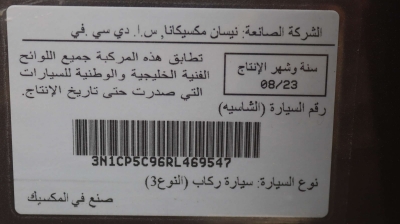 الشركة الصانعة: نيسان مكسيكانا, س.ا. دي سي. في
تطابق هذه المركبة جميع اللوائح
الفنية الخليجية والوطنية للسيارات
التي صدرت حتى تاريخ الإنتاج.
سنة وشهر الإنتاج
08/23
رقم السيارة (الشاسيه)
3N1CP5C96RL469547
نوع السيارة: سيارة ركاب (النوع3)
صنع في المكسيك